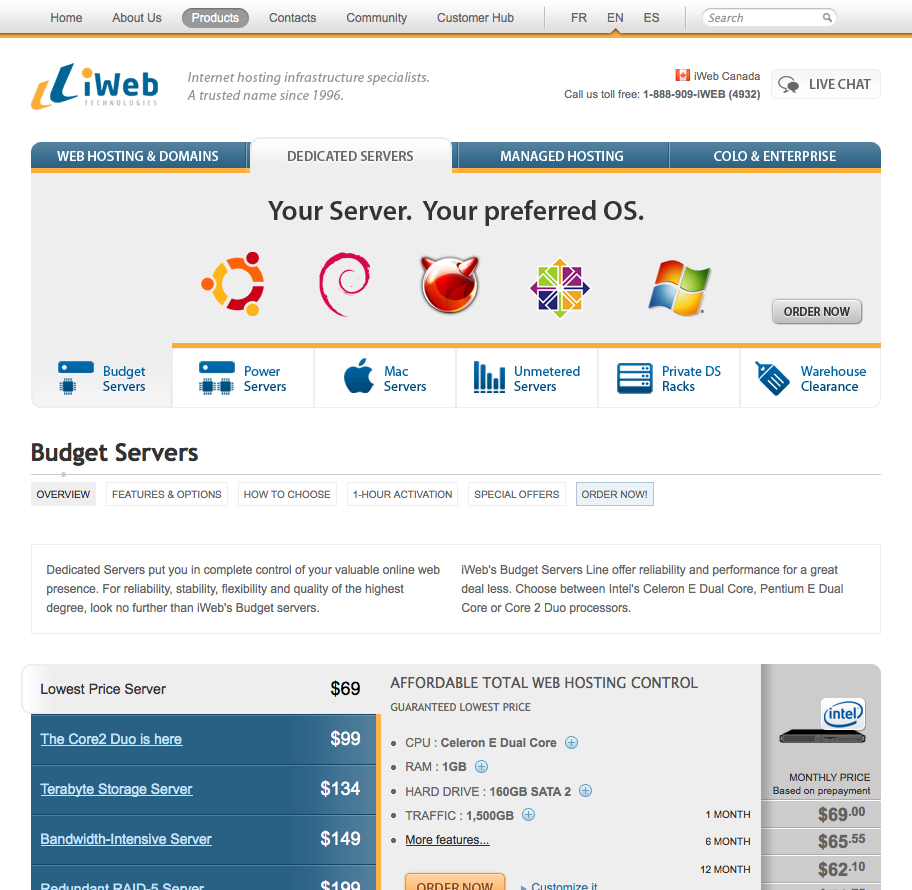 Home About Us Products Contacts Community Customer Hub FR EN ES Search
iWeb
TECHNOLOGIES
Internet hosting infrastructure specialists.
A trusted name since 1996.
iWeb Canada
Call us toll free: 1-888-909-iWEB (4932)
LIVE CHAT
WEB HOSTING & DOMAINS DEDICATED SERVERS MANAGED HOSTING COLO & ENTERPRISE
Your Server. Your preferred OS.
ORDER NOW
Budget Servers
Power Servers
Mac Servers
Unmetered Servers
Private DS Racks
Warehouse Clearance
Budget Servers
OVERVIEW FEATURES & OPTIONS HOW TO CHOOSE 1-HOUR ACTIVATION SPECIAL OFFERS ORDER NOW!
Dedicated Servers put you in complete control of your valuable online web
presence. For reliability, stability, flexibility and quality of the highest
degree, look no further than iWeb's Budget servers.
iWeb's Budget Servers Line offer reliability and performance for a great
deal less. Choose between Intel's Celeron E Dual Core, Pentium E Dual
Core or Core 2 Duo processors.
Lowest Price Server $69
The Core2 Duo is here $99
Terabyte Storage Server $134
Bandwidth-Intensive Server $149
Redundant RAID-5 Server $199
AFFORDABLE TOTAL WEB HOSTING CONTROL
GUARANTEED LOWEST PRICE
CPU : Celeron E Dual Core
RAM : 1GB
HARD DRIVE : 160GB SATA 2
TRAFFIC : 1,500GB
More features...
ORDER NOW Customize it
intel
MONTHLY PRICE
Based on prepayment
1 MONTH $69.00
6 MONTH $65.55
12 MONTH $62.10